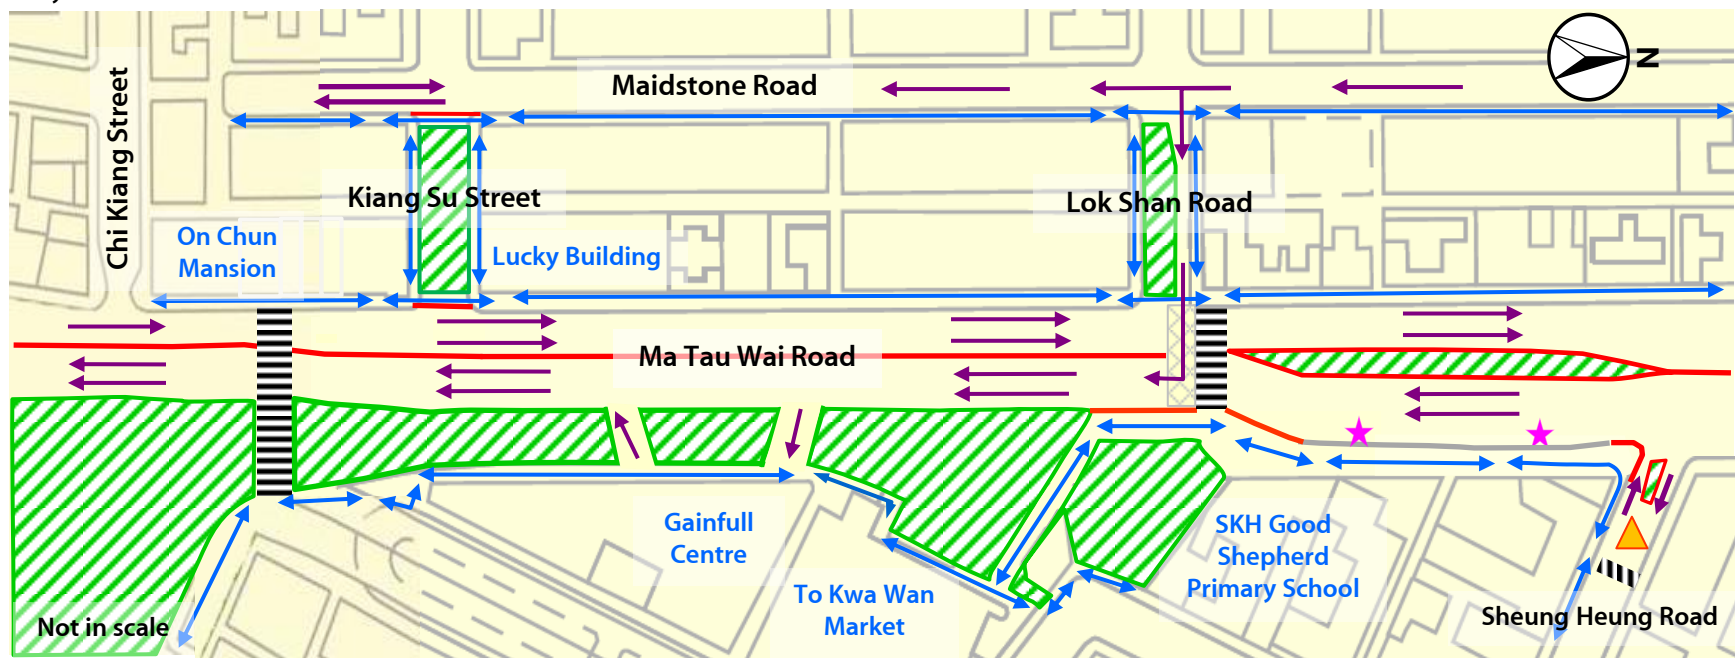 Maidstone Road
N
Chi Kiang Street
Kiang Su Street
Lok Shan Road
On Chun
Mansion
Lucky Building
Ma Tau Wai Road
Gainfull
Centre
SKH Good
Shepherd
Primary School
To Kwa Wan
Market
Sheung Heung Road
Not in scale